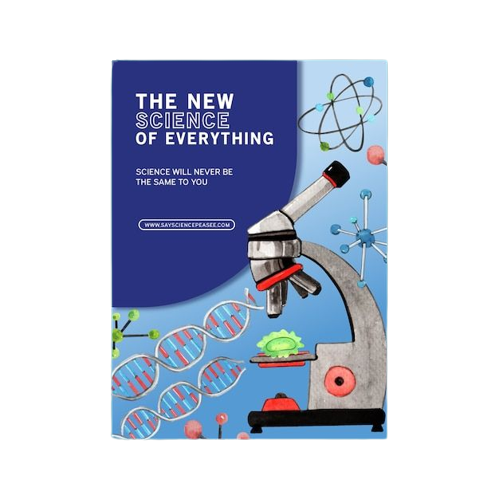 THE NEW
SCIENCE
OF EVERYTHING
SCIENCE WILL NEVER BE
THE SAME TO YOU
WWW.SAYSCIENCEPEASEE.COM